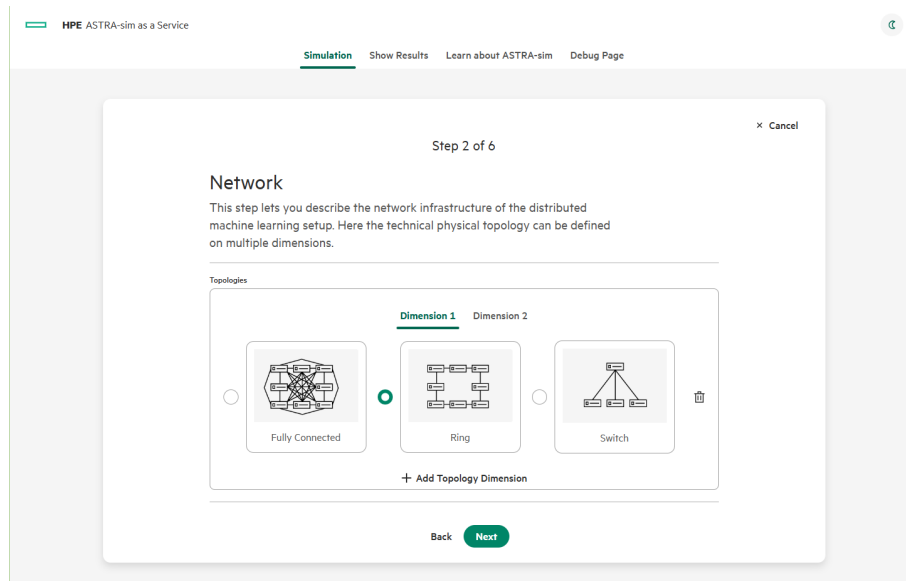 HPE ASTRA-sim as a Service
Simulation Show Results Learn about ASTRA-sim Debug Page
× Cancel
Step 2 of 6
Network
This step lets you describe the network infrastructure of the distributed
machine learning setup. Here the technical physical topology can be defined
on multiple dimensions.
Topologies
Dimension 1 Dimension 2
Fully Connected
Ring
Switch
+ Add Topology Dimension
Back Next